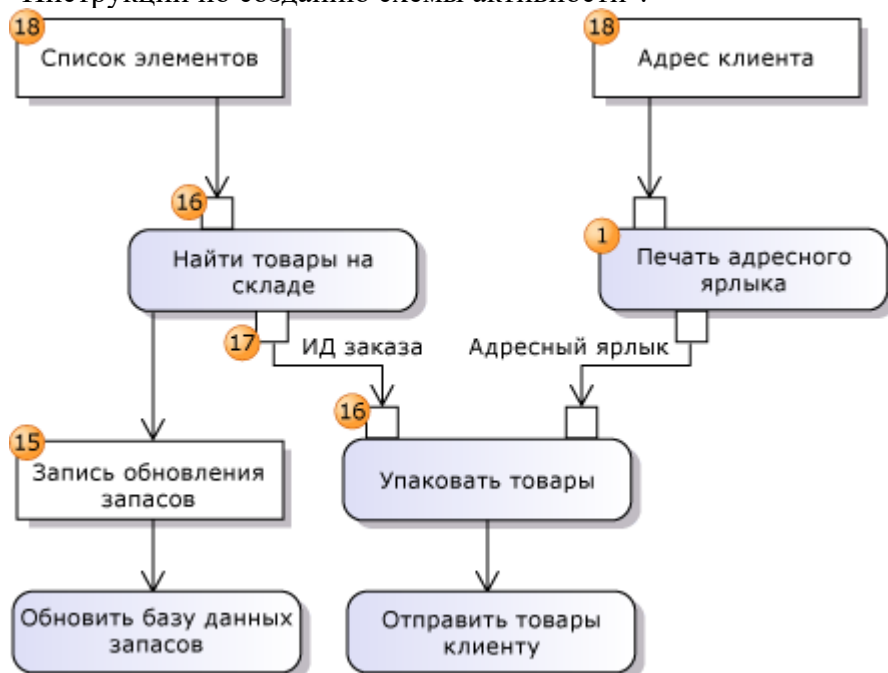 Инструкции по созданию схемы активности".
18
Список элементов
18
Адрес клиента
16
Найти товары на
складе
1
Печать адресного
ярлыка
17
ИД заказа
Адресный ярлык
15
Запись обновления
запасов
16
Упаковать товары
Обновить базу данных
запасов
Отправить товары
клиенту